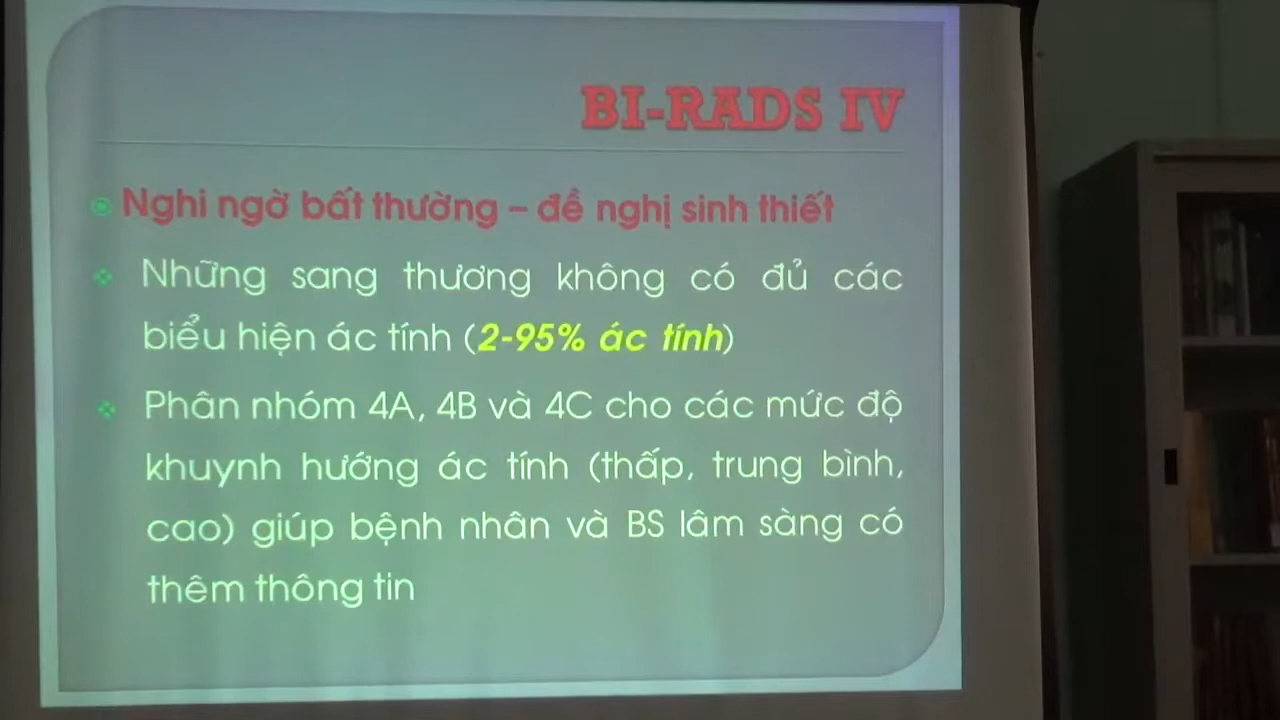 BI-RADS IV
Nghi ngờ bất thường – đề nghị sinh thiết
Những sang thương không có đủ các
biểu hiện ác tính (2-95% ác tính)
Phân nhóm 4A, 4B và 4C cho các mức độ
khuynh hướng ác tính (thấp, trung bình,
cao) giúp bệnh nhân và BS lâm sàng có
thêm thông tin